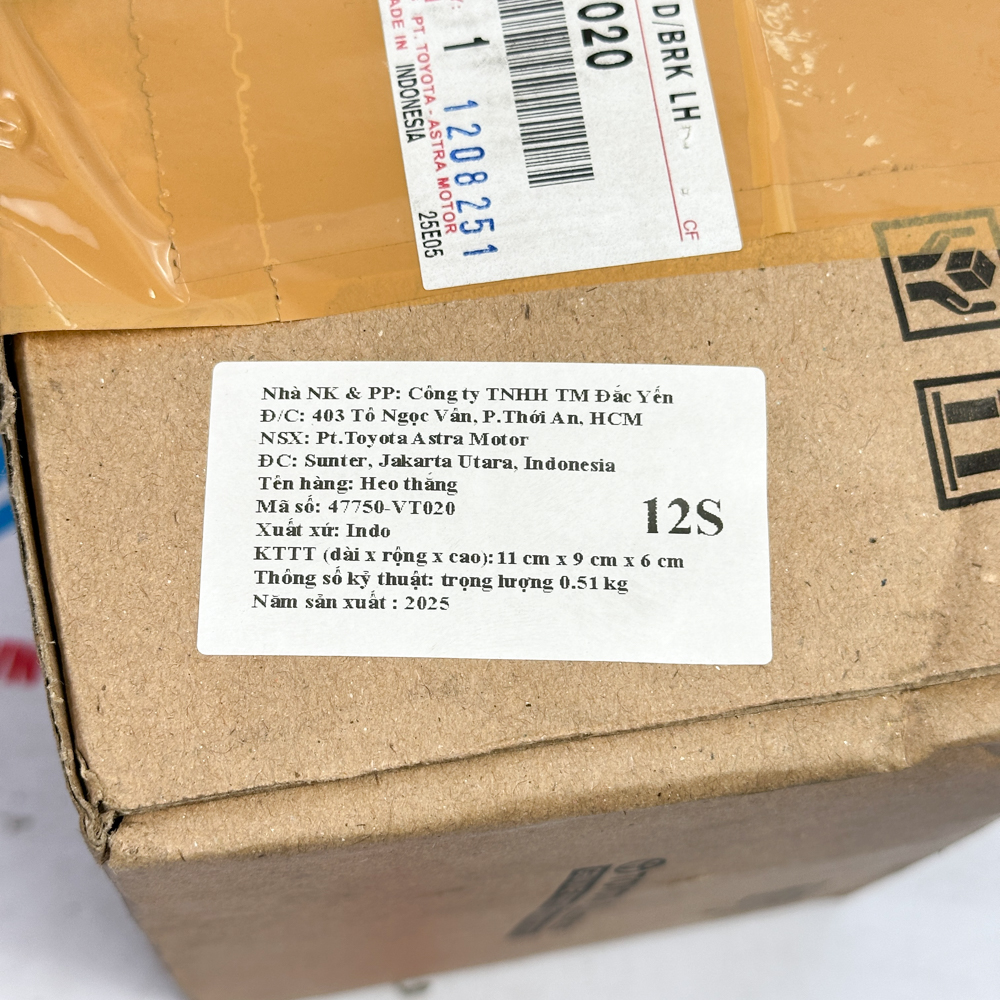 D/BRK LH
020
CF
1 1208251
PT. TOYOTA - ASTRA MOTOR
MADE IN INDONESIA
25E05
Nhà NK & PP: Công ty TNHH TM Đắc Yến
Đ/C: 403 Tô Ngọc Vân, P.Thới An, HCM
NSX: Pt.Toyota Astra Motor
ĐC: Sunter, Jakarta Utara, Indonesia
Tên hàng: Heo thắng
Mã số: 47750-VT020
Xuất xứ: Indo
KTTT (dài x rộng x cao): 11 cm x 9 cm x 6 cm
Thông số kỷ thuật: trọng lượng 0.51 kg
Năm sản xuất : 2025
12S